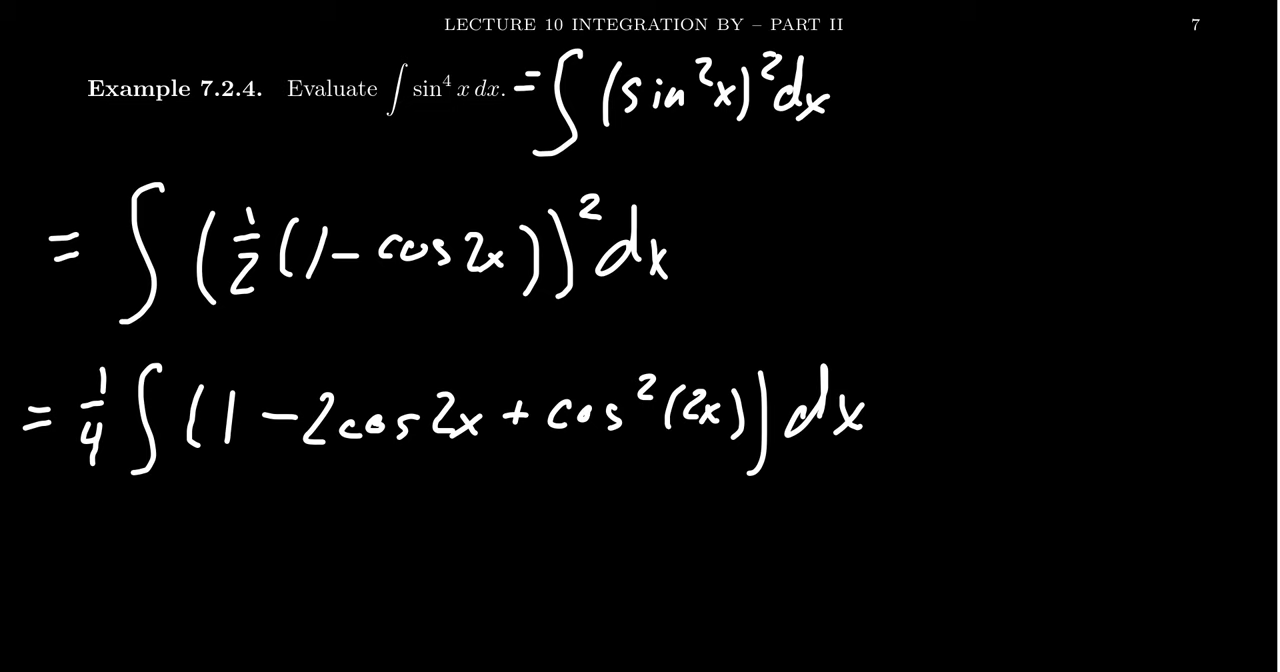 LECTURE 10 INTEGRATION BY – PART II 7
Example 7.2.4. Evaluate ∫ sin⁴ x dx. = ∫ (sin²x)² dx
= ∫ (1/2 (1 − cos 2x))² dx
= 1/4 ∫ (1 − 2cos 2x + cos²(2x)) dx